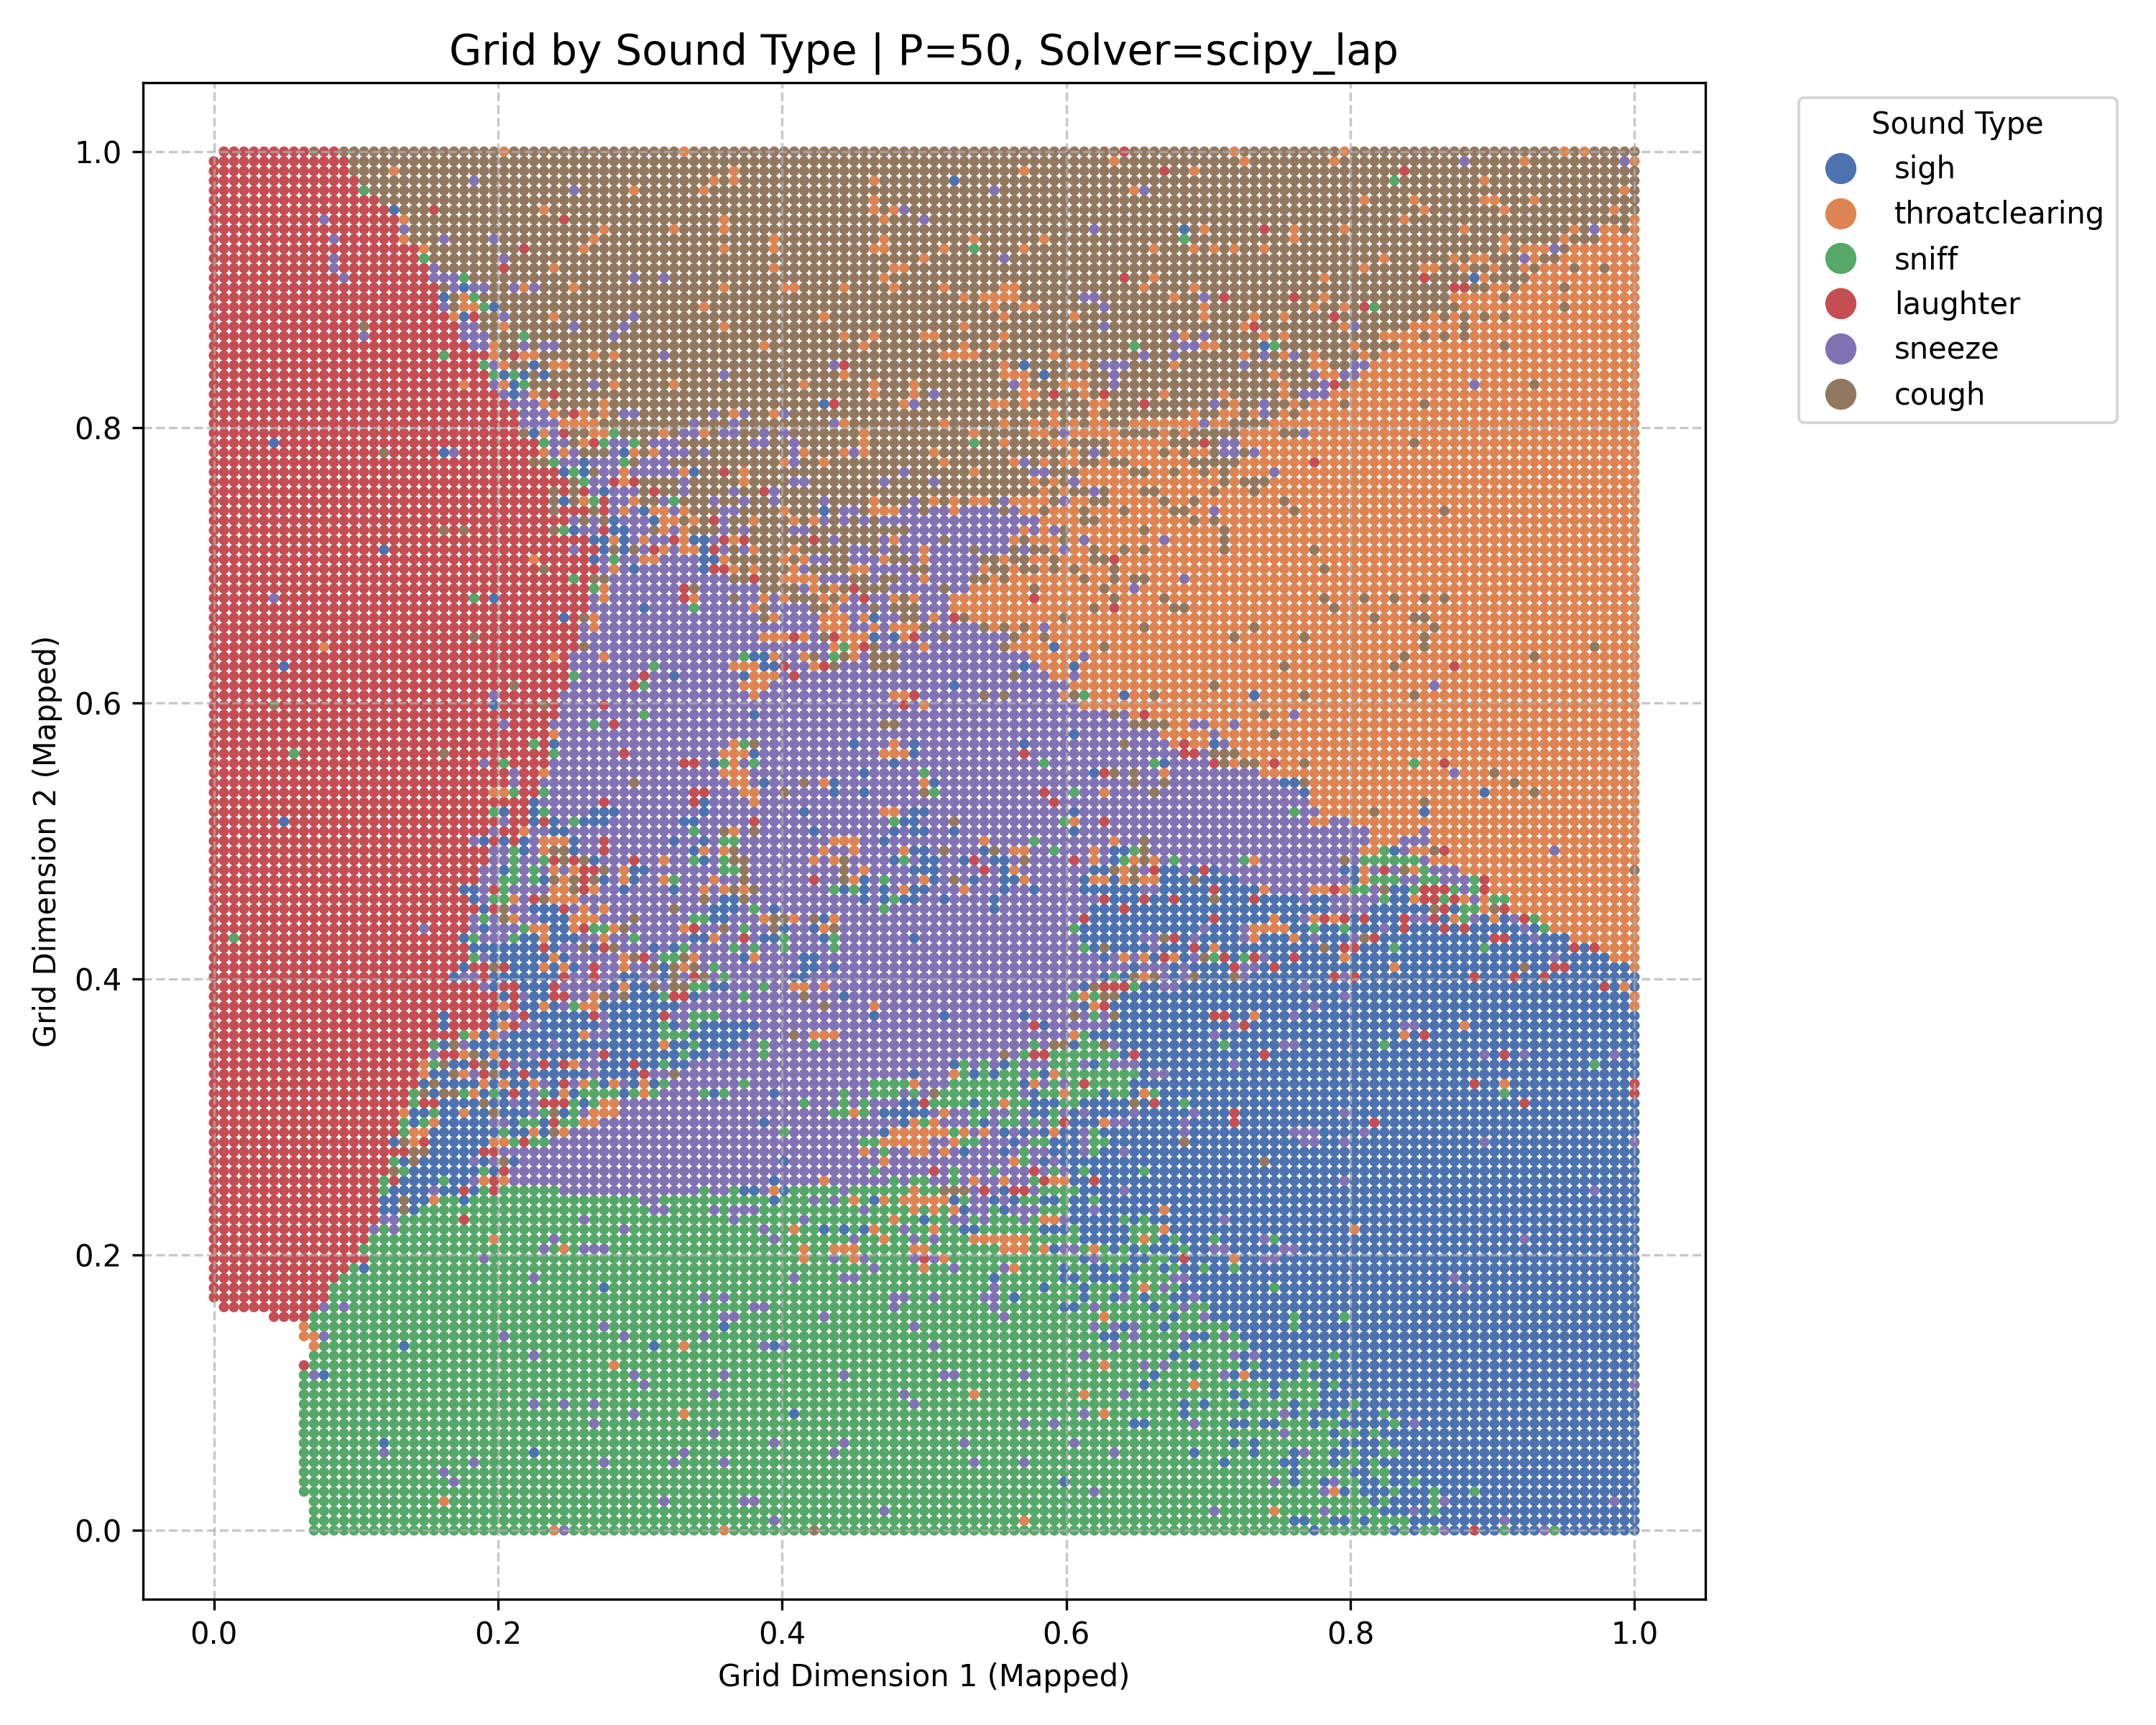 Grid by Sound Type | P=50, Solver=scipy_lap
Sound Type
sigh
throatclearing
sniff
laughter
sneeze
cough
Grid Dimension 2 (Mapped)
1.0
0.8
0.6
0.4
0.2
0.0
0.0 0.2 0.4 0.6 0.8 1.0
Grid Dimension 1 (Mapped)